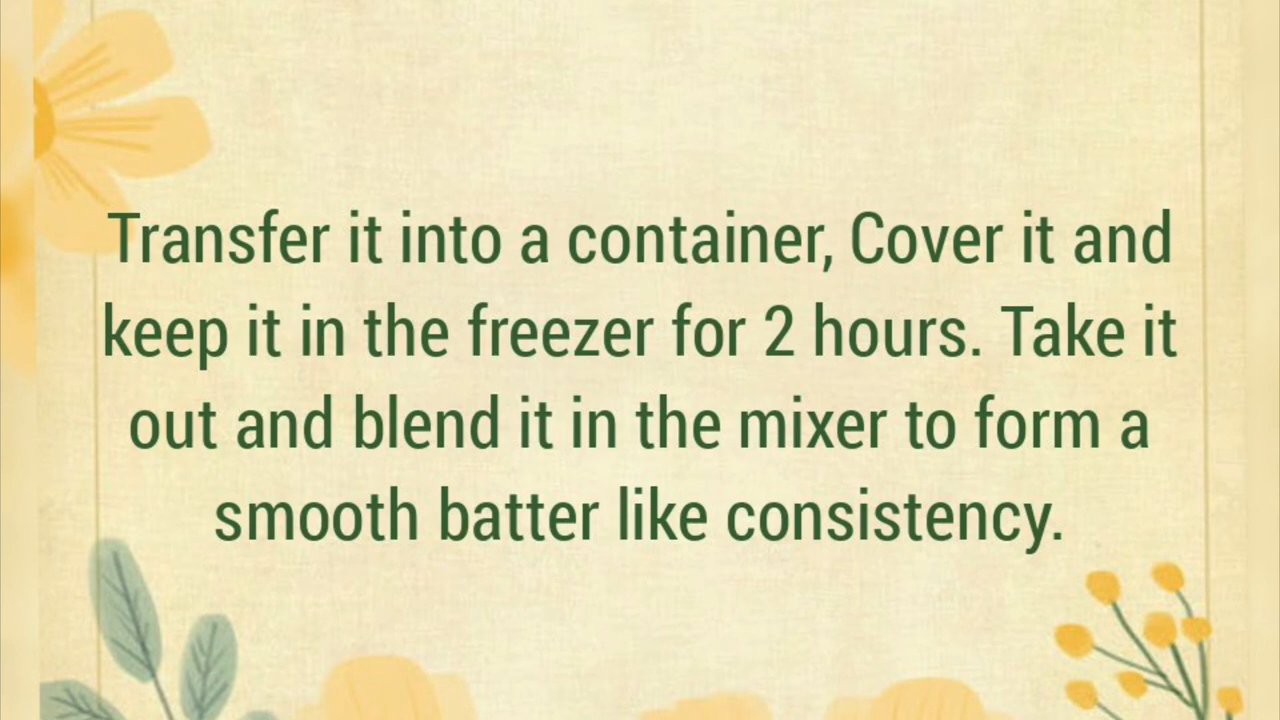 Transfer it into a container, Cover it and
keep it in the freezer for 2 hours. Take it
out and blend it in the mixer to form a
smooth batter like consistency.